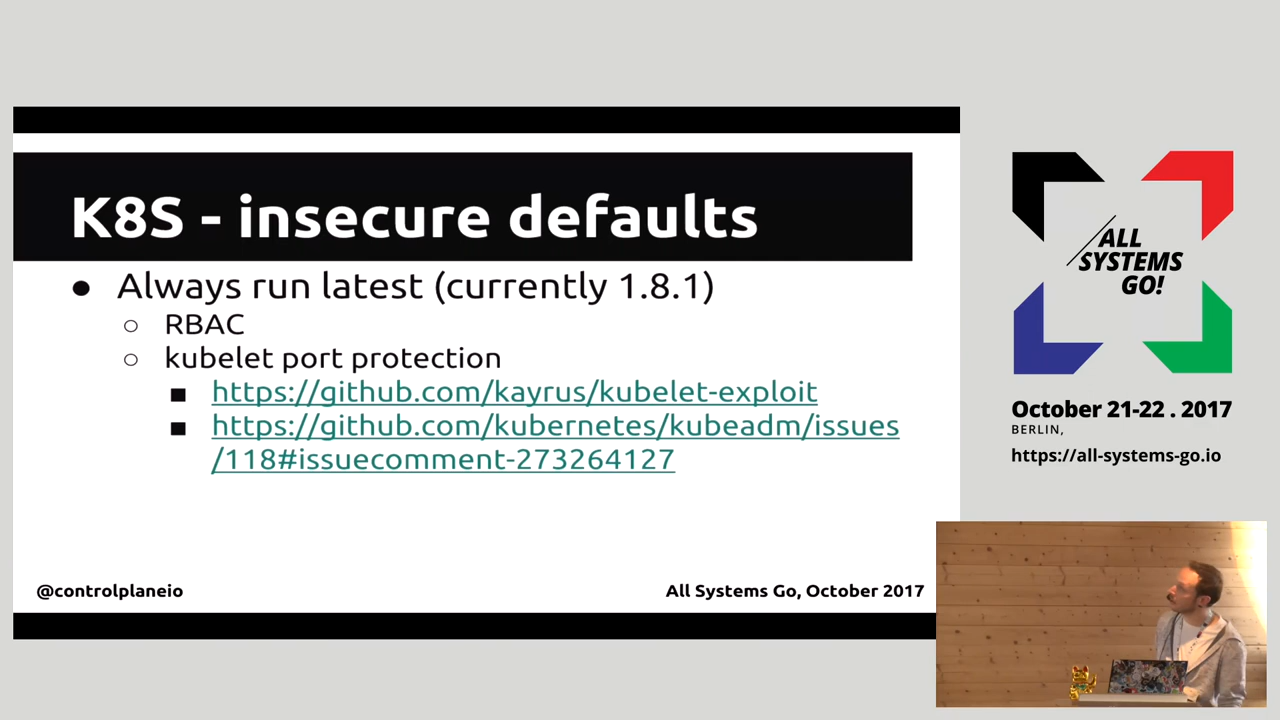 K8S - insecure defaults
● Always run latest (currently 1.8.1)
○ RBAC
○ kubelet port protection
■ https://github.com/kayrus/kubelet-exploit
■ https://github.com/kubernetes/kubeadm/issues
/118#issuecomment-273264127
@controlplaneio
All Systems Go, October 2017
ALL
SYSTEMS
GO!
October 21-22 . 2017
BERLIN,
https://all-systems-go.io